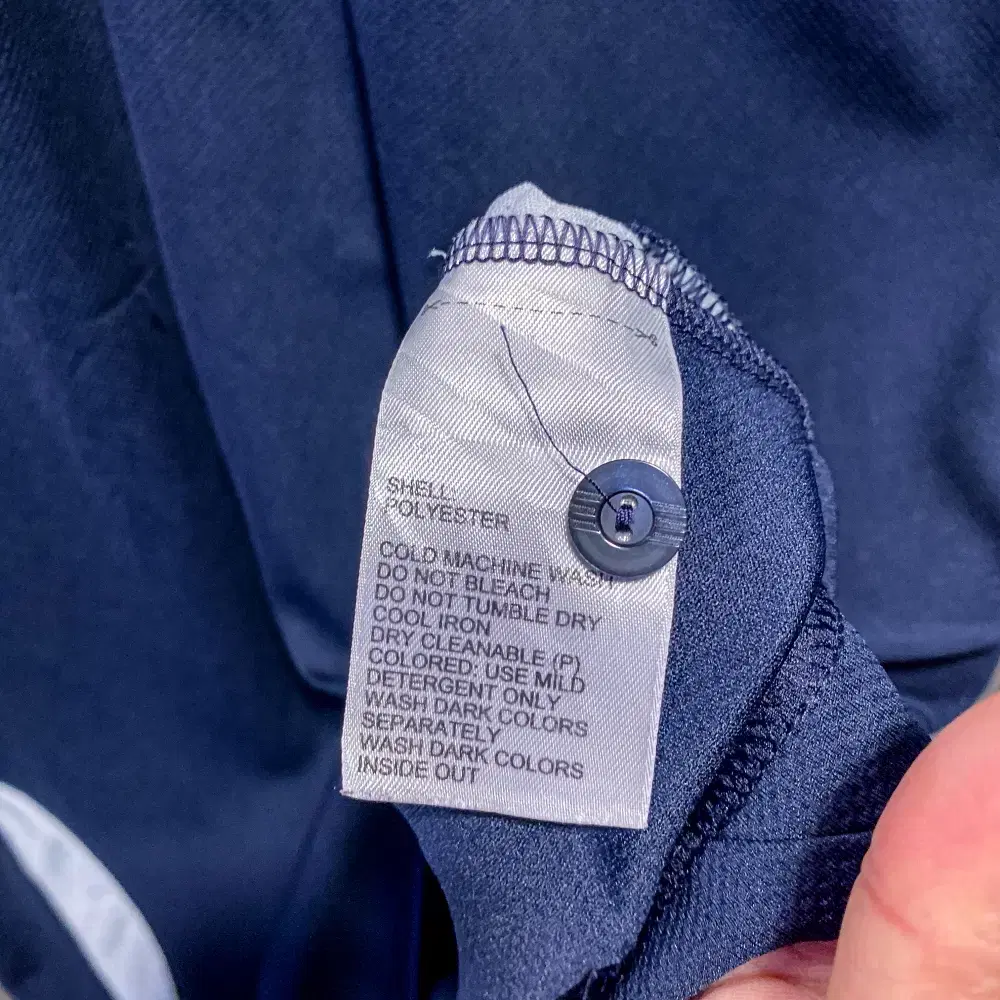 SHELL:
POLYESTER
COLD MACHINE WASH
DO NOT BLEACH
DO NOT TUMBLE DRY
COOL IRON
DRY CLEANABLE (P)
COLORED: USE MILD
DETERGENT ONLY
WASH DARK COLORS
SEPARATELY
WASH DARK COLORS
INSIDE OUT